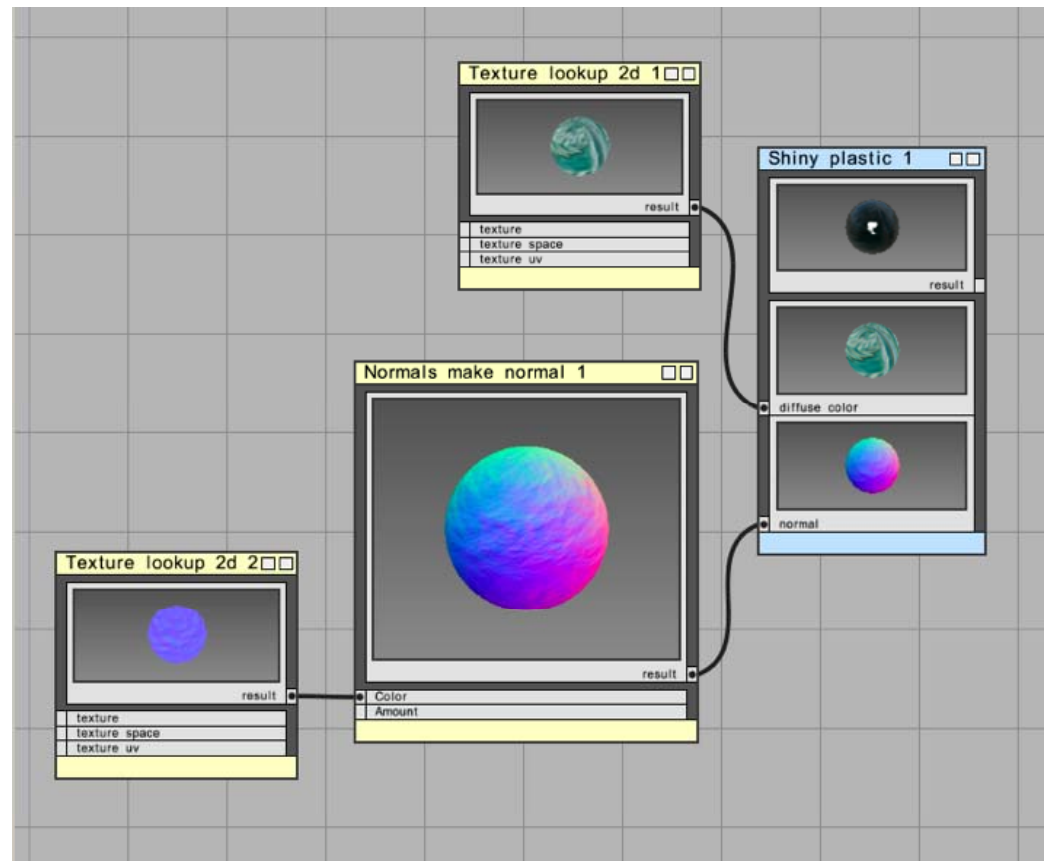 Texture lookup 2d 1
result
texture
texture space
texture uv
Shiny plastic 1
result
diffuse color
normal
Normals make normal 1
result
Color
Amount
Texture lookup 2d 2
result
texture
texture space
texture uv